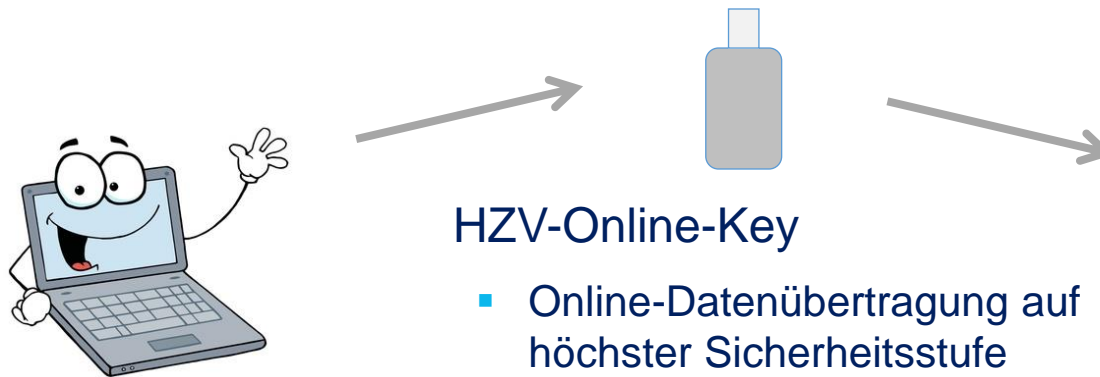 HZV-Online-Key
▪ Online-Datenübertragung auf
höchster Sicherheitsstufe